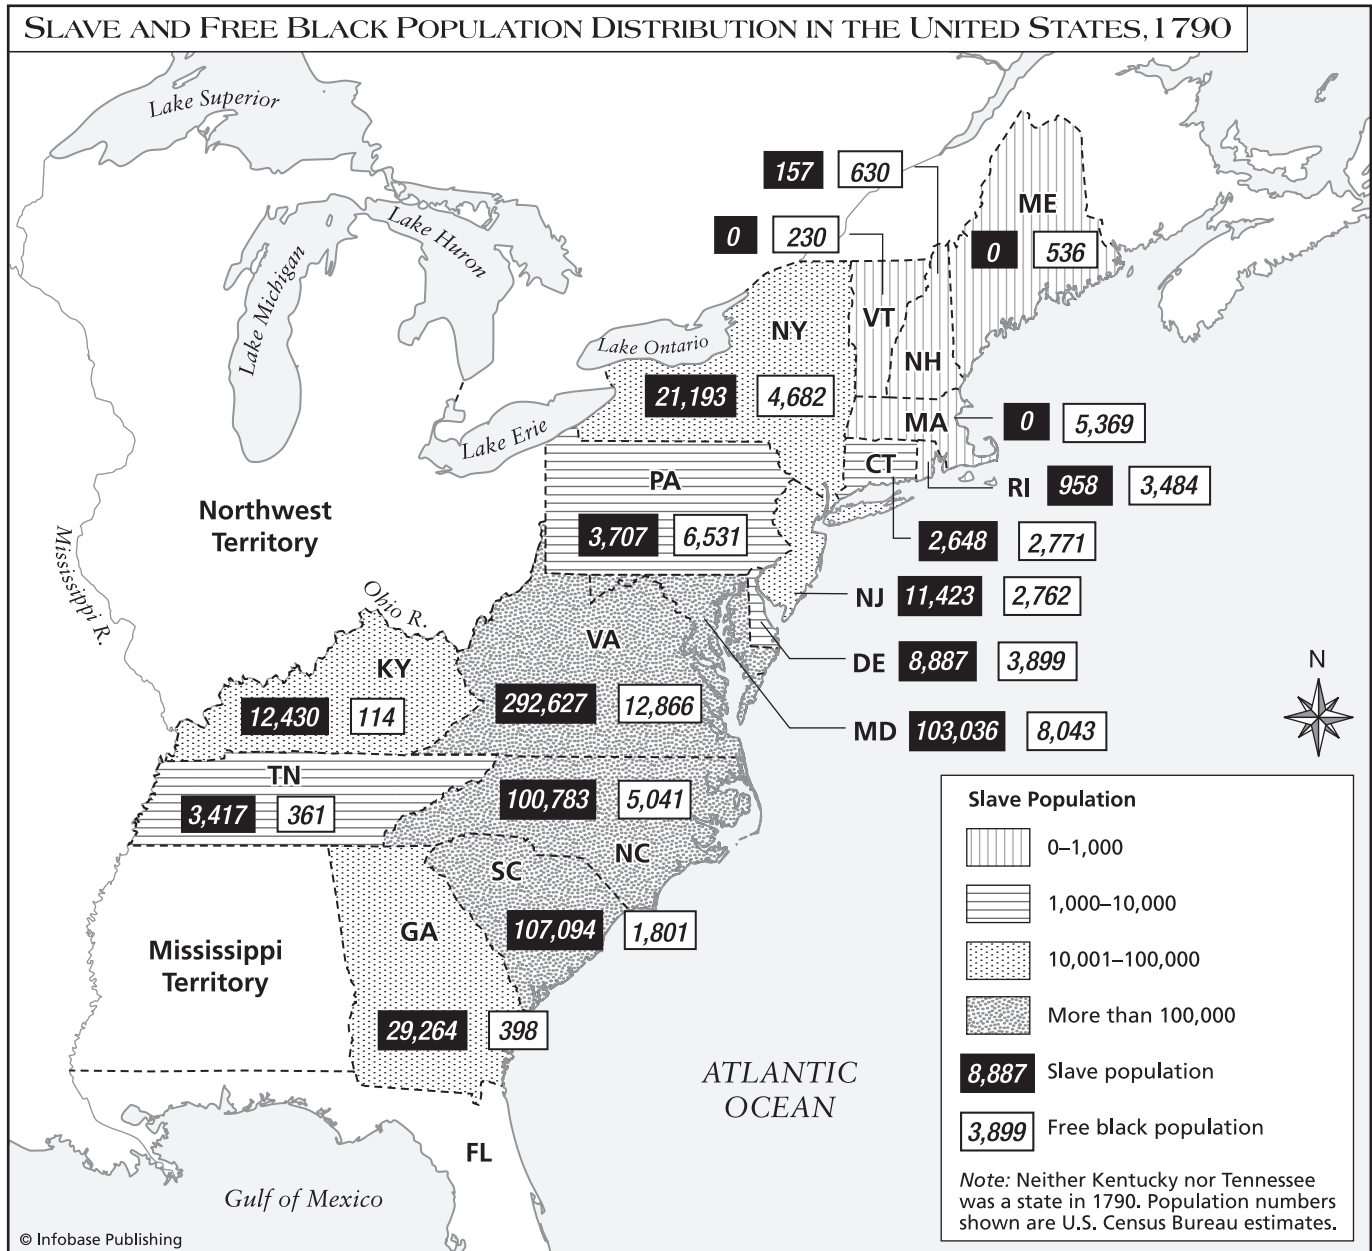 SLAVE AND FREE BLACK POPULATION DISTRIBUTION IN THE UNITED STATES, 1790
Lake Superior
Lake Michigan
Lake Huron
Lake Ontario
Lake Erie
157 630
0 230
ME
0 536
VT
NH
NY
21,193 4,682
MA 0 5,369
CT
RI 958 3,484
2,648 2,771
PA
3,707 6,531
NJ 11,423 2,762
DE 8,887 3,899
MD 103,036 8,043
Northwest
Territory
Mississippi R.
Ohio R.
VA
292,627 12,866
KY
12,430 114
TN
3,417 361
100,783 5,041
NC
SC
107,094 1,801
GA
29,264 398
Mississippi
Territory
FL
ATLANTIC
OCEAN
Gulf of Mexico
N
Slave Population
0–1,000
1,000–10,000
10,001–100,000
More than 100,000
8,887 Slave population
3,899 Free black population
Note: Neither Kentucky nor Tennessee
was a state in 1790. Population numbers
shown are U.S. Census Bureau estimates.
© Infobase Publishing